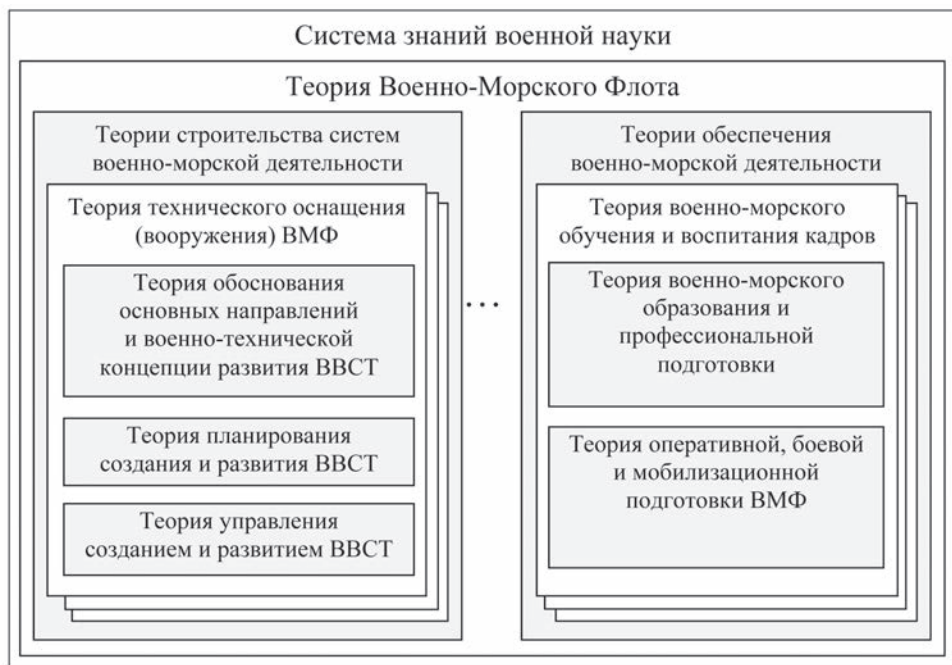 Система знаний военной науки
Теория Военно-Морского Флота
Теории строительства систем
военно-морской деятельности
Теория технического оснащения
(вооружения) ВМФ
Теория обоснования
основных направлений
и военно-технической
концепции развития ВВСТ
Теория планирования
создания и развития ВВСТ
Теория управления
созданием и развитием ВВСТ
...
Теории обеспечения
военно-морской деятельности
Теория военно-морского
обучения и воспитания кадров
Теория военно-морского
образования и
профессиональной
подготовки
Теория оперативной, боевой
и мобилизационной
подготовки ВМФ